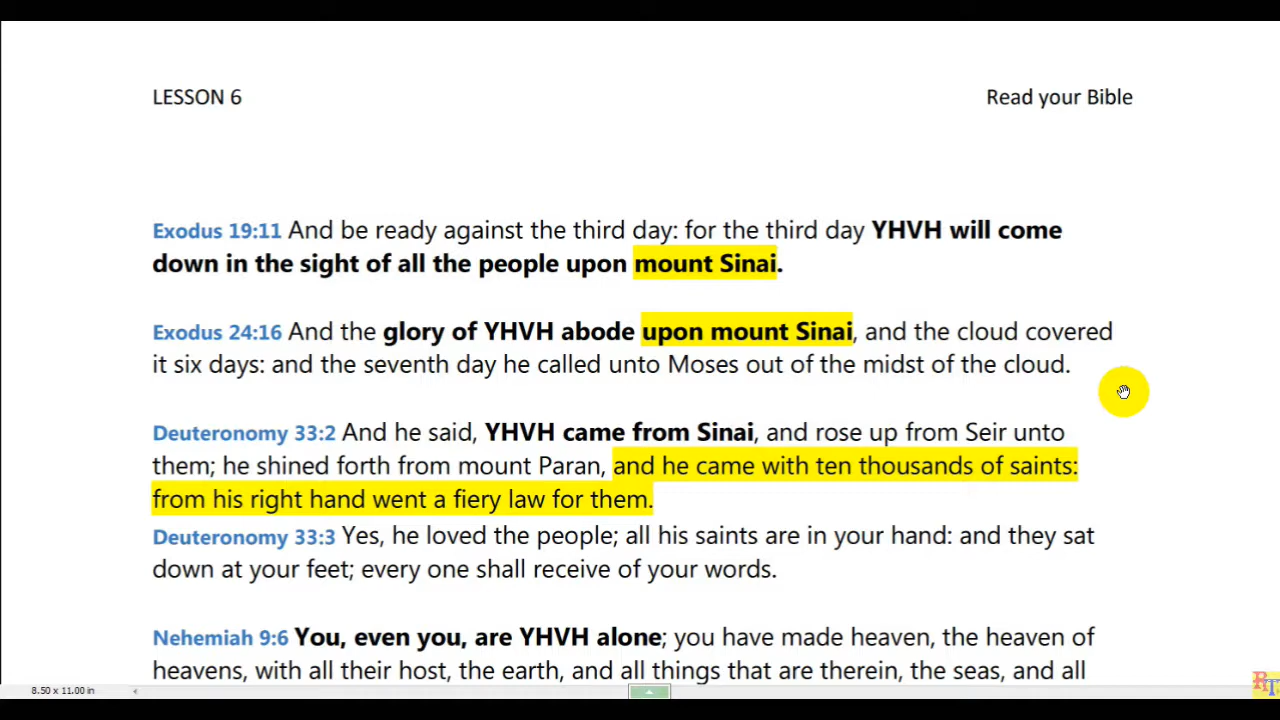 LESSON 6
Read your Bible
Exodus 19:11 And be ready against the third day: for the third day YHVH will come
down in the sight of all the people upon mount Sinai.
Exodus 24:16 And the glory of YHVH abode upon mount Sinai, and the cloud covered
it six days: and the seventh day he called unto Moses out of the midst of the cloud.
Deuteronomy 33:2 And he said, YHVH came from Sinai, and rose up from Seir unto
them; he shined forth from mount Paran, and he came with ten thousands of saints:
from his right hand went a fiery law for them.
Deuteronomy 33:3 Yes, he loved the people; all his saints are in your hand: and they sat
down at your feet; every one shall receive of your words.
Nehemiah 9:6 You, even you, are YHVH alone; you have made heaven, the heaven of
heavens, with all their host, the earth, and all things that are therein, the seas, and all
8.50 x 11.00 in
RT